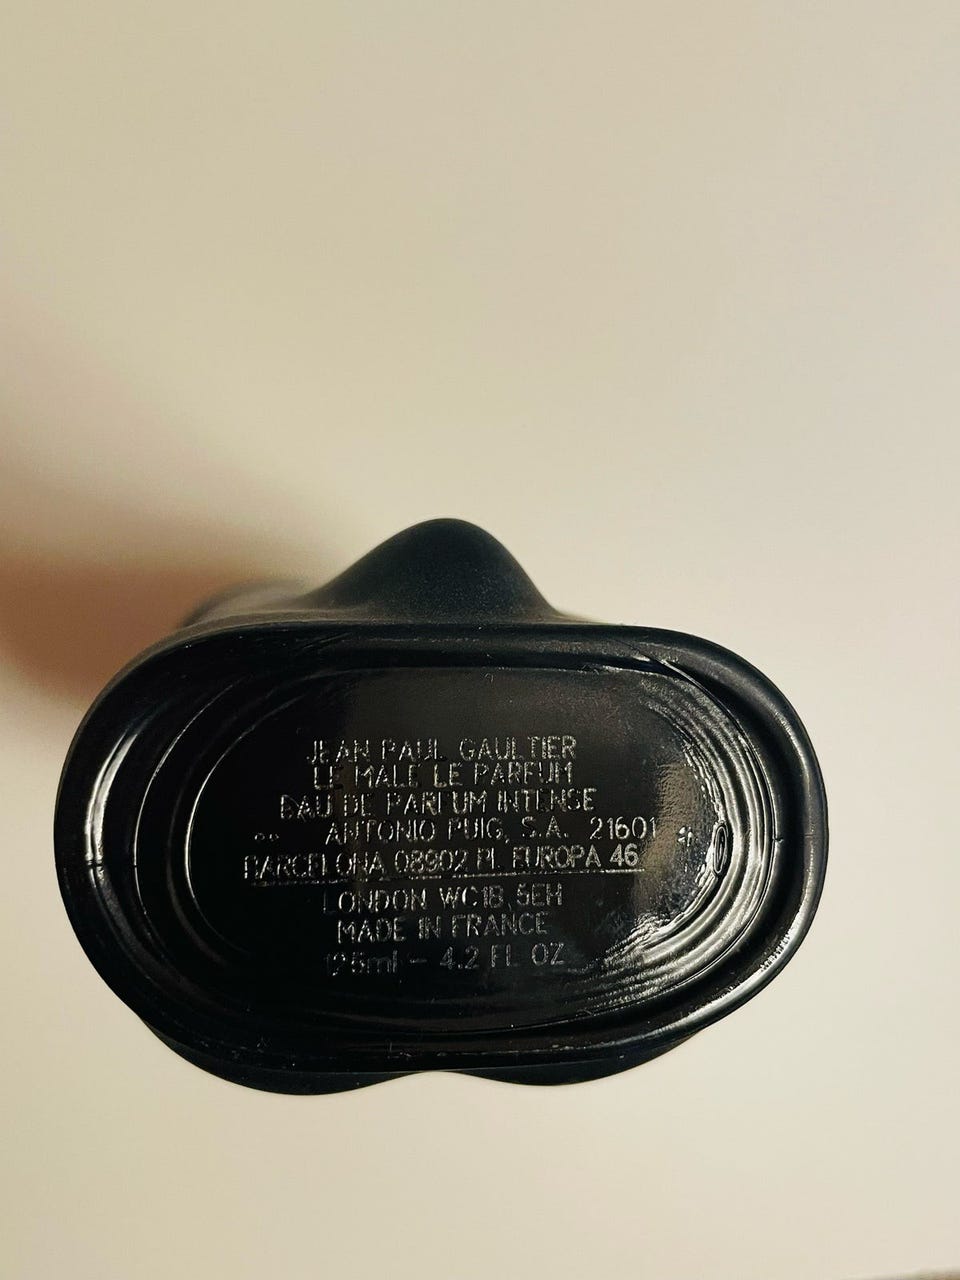 JEAN PAUL GAULTIER
LE MALE LE PARFUM
EAU DE PARFUM INTENSE
ANTONIO PUIG, S.A. 21601
BARCELONA 08902 PL EUROPA 46
LONDON WC1B 5EH
MADE IN FRANCE
125ml - 4.2 FL OZ